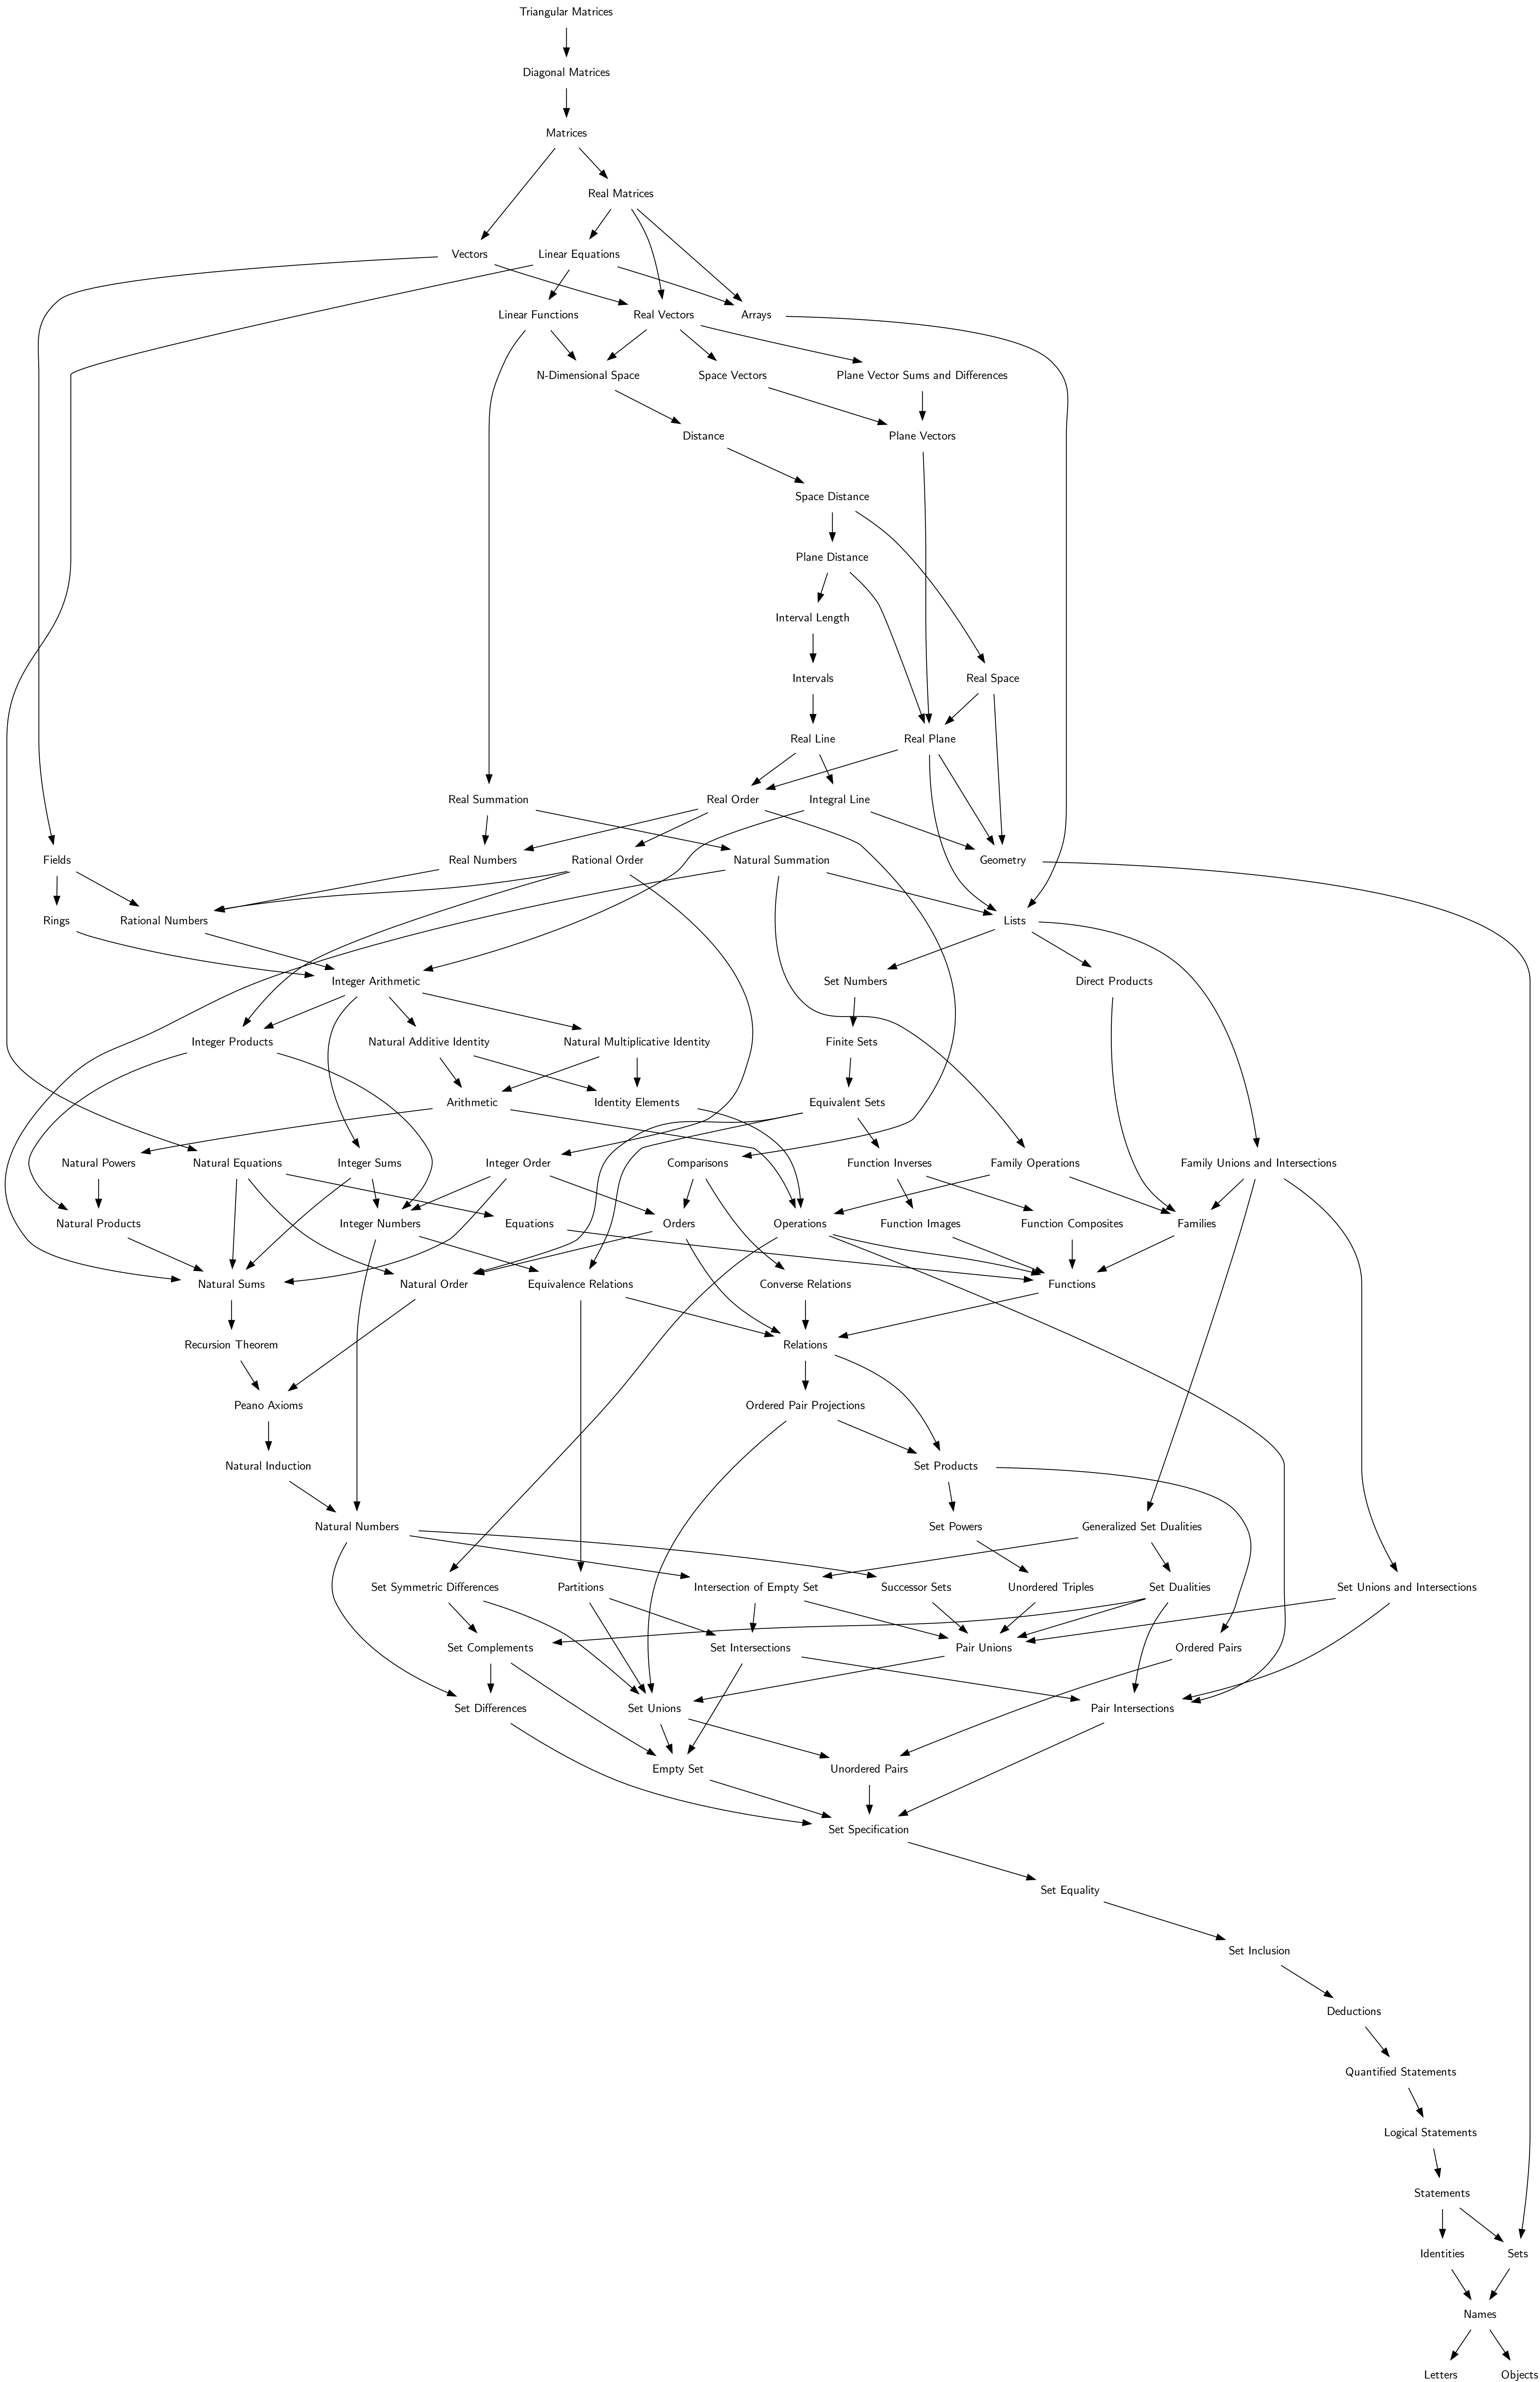 Triangular Matrices
Diagonal Matrices
Matrices
Real Matrices
Vectors
Linear Equations
Linear Functions
Real Vectors
Arrays
N-Dimensional Space
Space Vectors
Plane Vector Sums and Differences
Distance
Plane Vectors
Space Distance
Plane Distance
Interval Length
Intervals
Real Space
Real Line
Real Plane
Real Summation
Real Order
Integral Line
Fields
Real Numbers
Rational Order
Natural Summation
Geometry
Rings
Rational Numbers
Lists
Integer Arithmetic
Set Numbers
Direct Products
Integer Products
Natural Additive Identity
Natural Multiplicative Identity
Finite Sets
Arithmetic
Identity Elements
Equivalent Sets
Natural Powers
Natural Equations
Integer Sums
Integer Order
Comparisons
Function Inverses
Family Operations
Family Unions and Intersections
Natural Products
Integer Numbers
Equations
Orders
Operations
Function Images
Function Composites
Families
Natural Sums
Natural Order
Equivalence Relations
Converse Relations
Functions
Recursion Theorem
Relations
Peano Axioms
Ordered Pair Projections
Natural Induction
Set Products
Natural Numbers
Set Powers
Generalized Set Dualities
Set Symmetric Differences
Partitions
Intersection of Empty Set
Successor Sets
Unordered Triples
Set Dualities
Set Unions and Intersections
Set Complements
Set Intersections
Pair Unions
Ordered Pairs
Set Differences
Set Unions
Pair Intersections
Empty Set
Unordered Pairs
Set Specification
Set Equality
Set Inclusion
Deductions
Quantified Statements
Logical Statements
Statements
Identities
Sets
Names
Letters
Objects